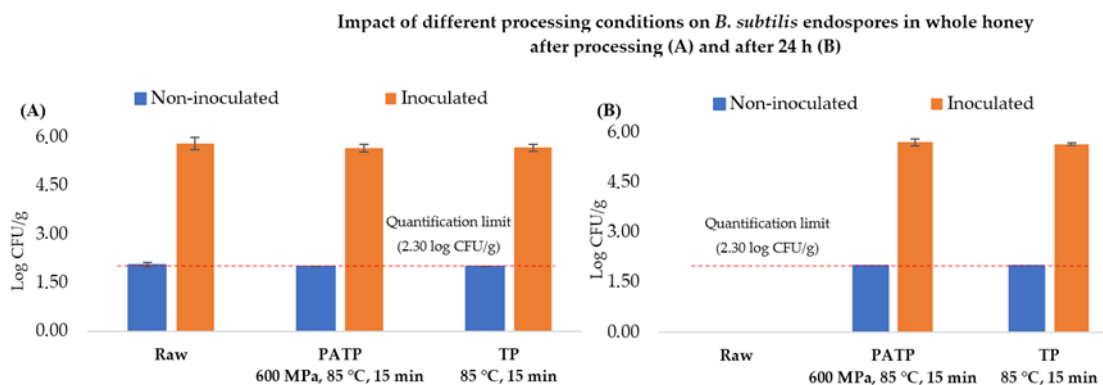 Impact of different processing conditions on B. subtilis endospores in whole honey
after processing (A) and after 24 h (B)
(A)
Non-inoculated
Inoculated
Log CFU/g
6.00
4.50
3.00
1.50
0.00
Quantification limit
(2.30 log CFU/g)
Raw
PATP
600 MPa, 85 °C, 15 min
TP
85 °C, 15 min
(B)
Non-inoculated
Inoculated
Log CFU/g
6.00
4.50
3.00
1.50
0.00
Quantification limit
(2.30 log CFU/g)
Raw
PATP
600 MPa, 85 °C, 15 min
TP
85 °C, 15 min